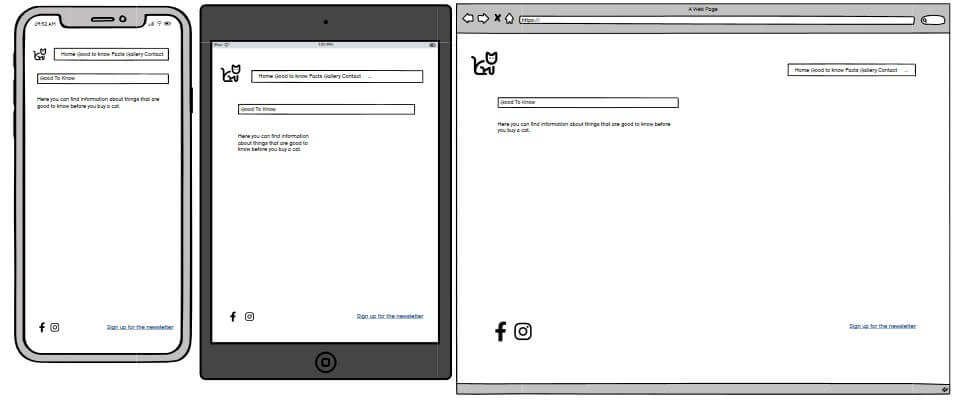 09:52 AM
Home Good to know Facts Gallery Contact
Good To Know
Here you can find information about things that are
good to know before you buy a cat.
Sign up for the newsletter
Home Good to know Facts Gallery Contact ...
Good To Know
Here you can find information
about things that are good to
know before you buy a cat.
Sign up for the newsletter
A Web Page
https://
Home Good to know Facts Gallery Contact ...
Good To Know
Here you can find information about things that are good to know before
you buy a cat.
Sign up for the newsletter